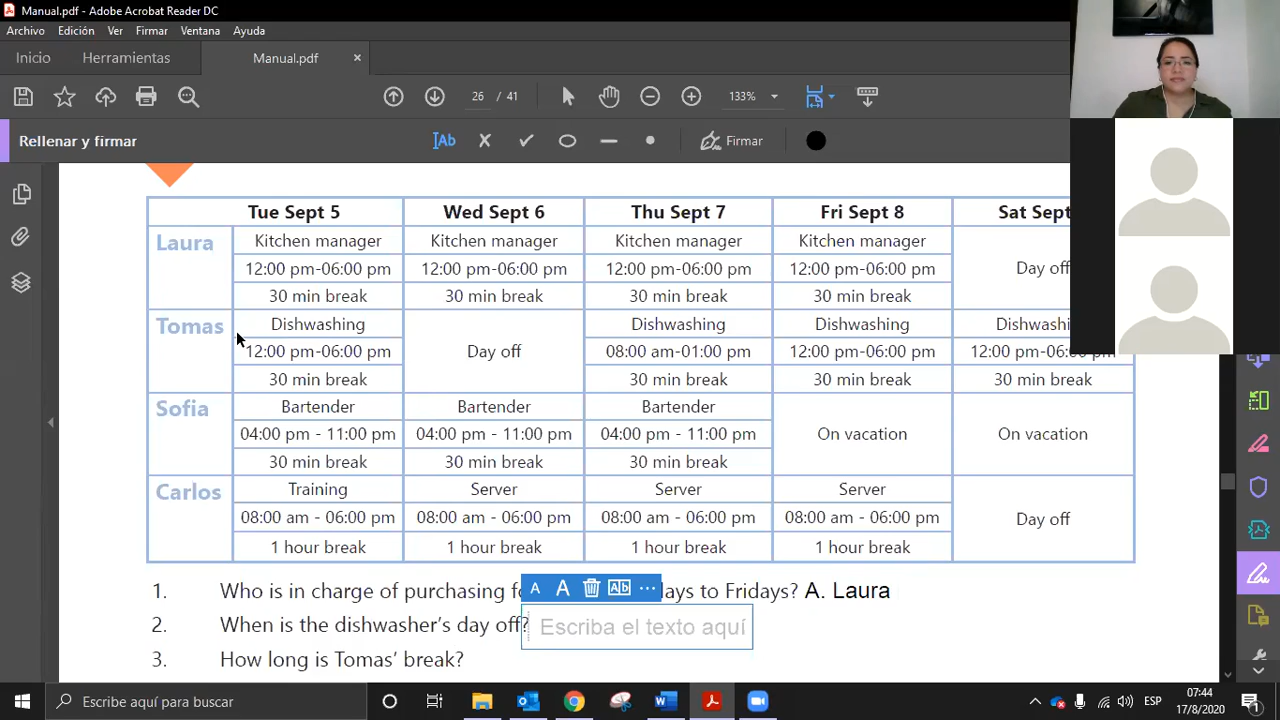 Manual.pdf - Adobe Acrobat Reader DC
Archivo Edición Ver Firmar Ventana Ayuda
Inicio Herramientas Manual.pdf ×
26 / 41 133%
Rellenar y firmar Ab Firmar
Tue Sept 5 Wed Sept 6 Thu Sept 7 Fri Sept 8 Sat Sept
Laura Kitchen manager Kitchen manager Kitchen manager Kitchen manager
12:00 pm-06:00 pm 12:00 pm-06:00 pm 12:00 pm-06:00 pm 12:00 pm-06:00 pm Day off
30 min break 30 min break 30 min break 30 min break
Tomas Dishwashing Dishwashing Dishwashing Dishwashi
12:00 pm-06:00 pm Day off 08:00 am-01:00 pm 12:00 pm-06:00 pm 12:00 pm-06:0
30 min break 30 min break 30 min break 30 min break
Sofia Bartender Bartender Bartender
04:00 pm - 11:00 pm 04:00 pm - 11:00 pm 04:00 pm - 11:00 pm On vacation On vacation
30 min break 30 min break 30 min break
Carlos Training Server Server Server
08:00 am - 06:00 pm 08:00 am - 06:00 pm 08:00 am - 06:00 pm 08:00 am - 06:00 pm Day off
1 hour break 1 hour break 1 hour break 1 hour break
A A Ab
1. Who is in charge of purchasing fo days to Fridays? A. Laura
2. When is the dishwasher's day off? Escriba el texto aquí
3. How long is Tomas' break?
Escribe aquí para buscar ESP 07:44
17/8/2020